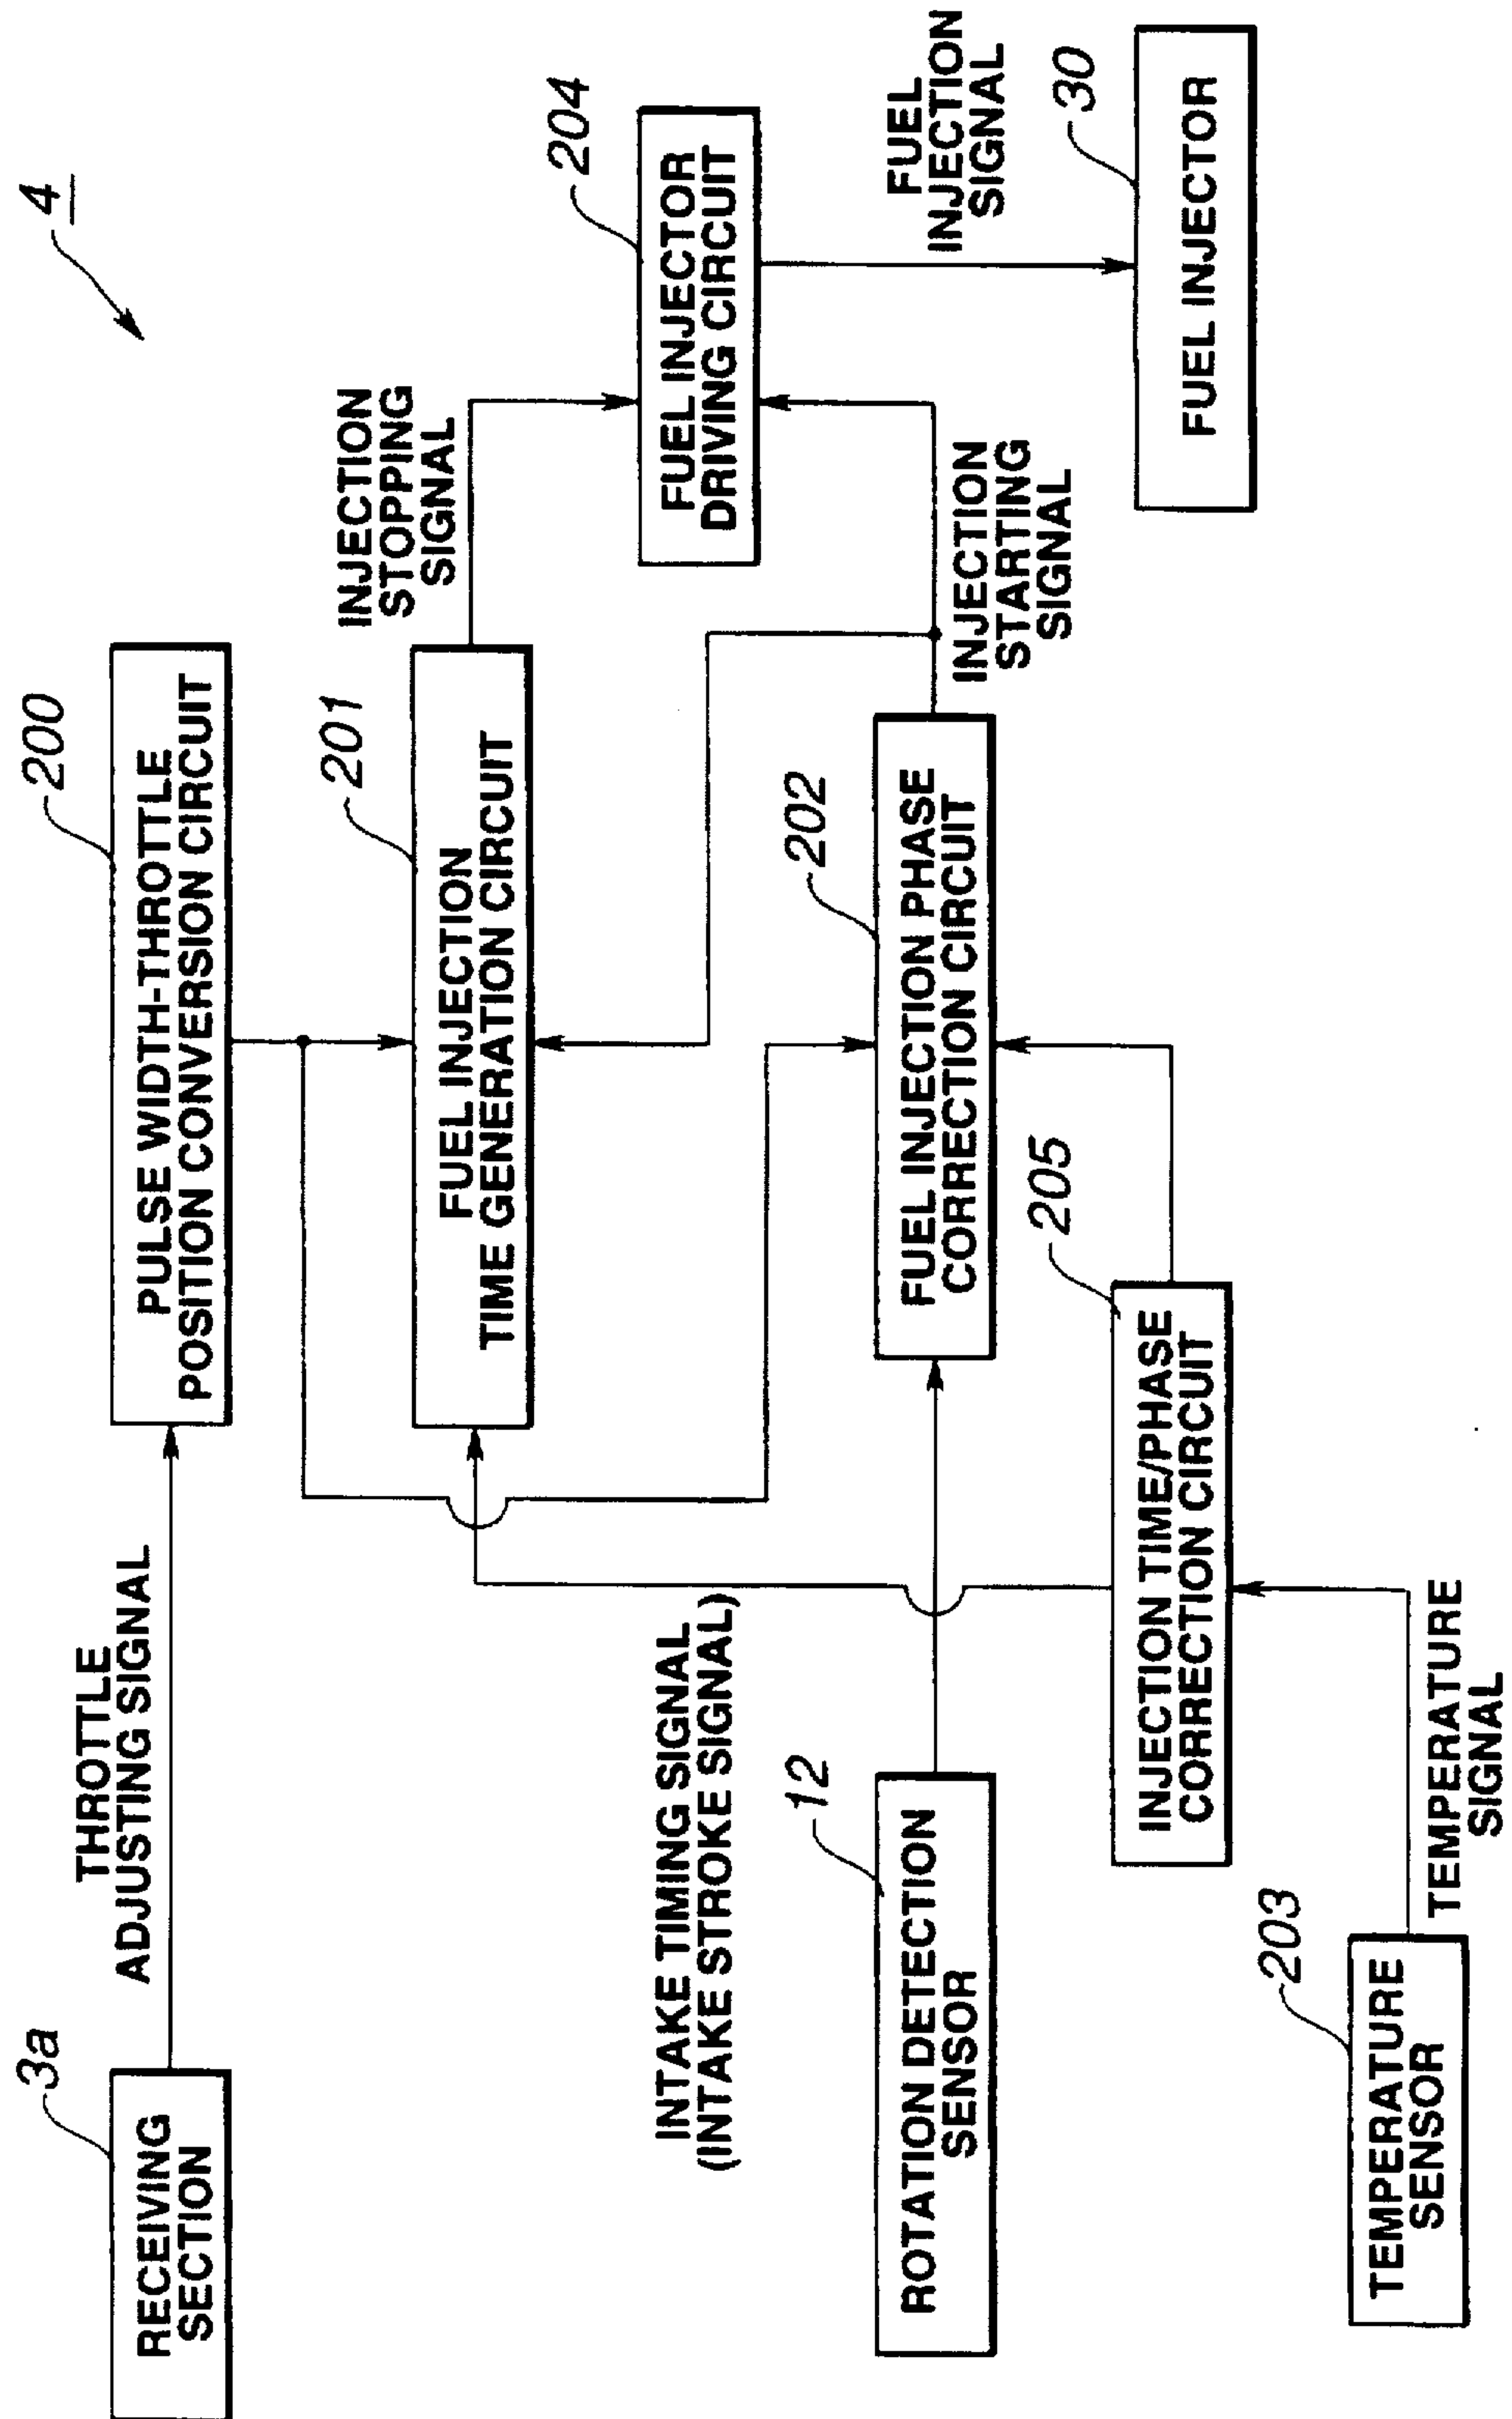 4
3a
RECEIVING
SECTION
THROTTLE
ADJUSTING SIGNAL
200
PULSE WIDTH-THROTTLE
POSITION CONVERSION CIRCUIT
201
FUEL INJECTION
TIME GENERATION CIRCUIT
INJECTION
STOPPING
SIGNAL
204
FUEL INJECTOR
DRIVING CIRCUIT
INTAKE TIMING SIGNAL
(INTAKE STROKE SIGNAL)
12
ROTATION DETECTION
SENSOR
202
FUEL INJECTION PHASE
CORRECTION CIRCUIT
INJECTION
STARTING
SIGNAL
FUEL
INJECTION
SIGNAL
30
FUEL INJECTOR
205
INJECTION TIME/PHASE
CORRECTION CIRCUIT
203
TEMPERATURE
SENSOR
TEMPERATURE
SIGNAL